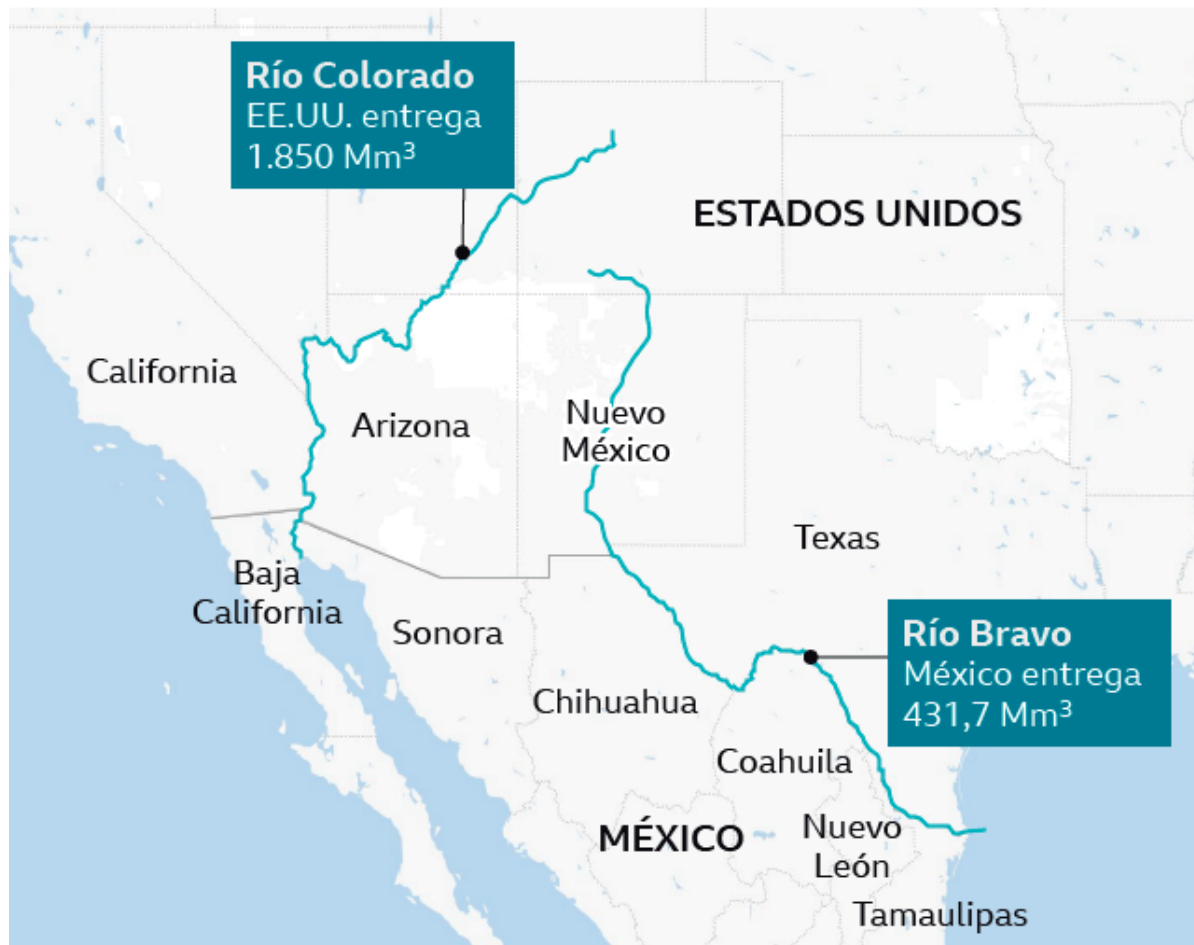 Río Colorado
EE.UU. entrega
1.850 Mm³
ESTADOS UNIDOS
California
Arizona
Nuevo
México
Texas
Baja
California
Sonora
Río Bravo
México entrega
431,7 Mm³
Chihuahua
Coahuila
MÉXICO
Nuevo
León
Tamaulipas